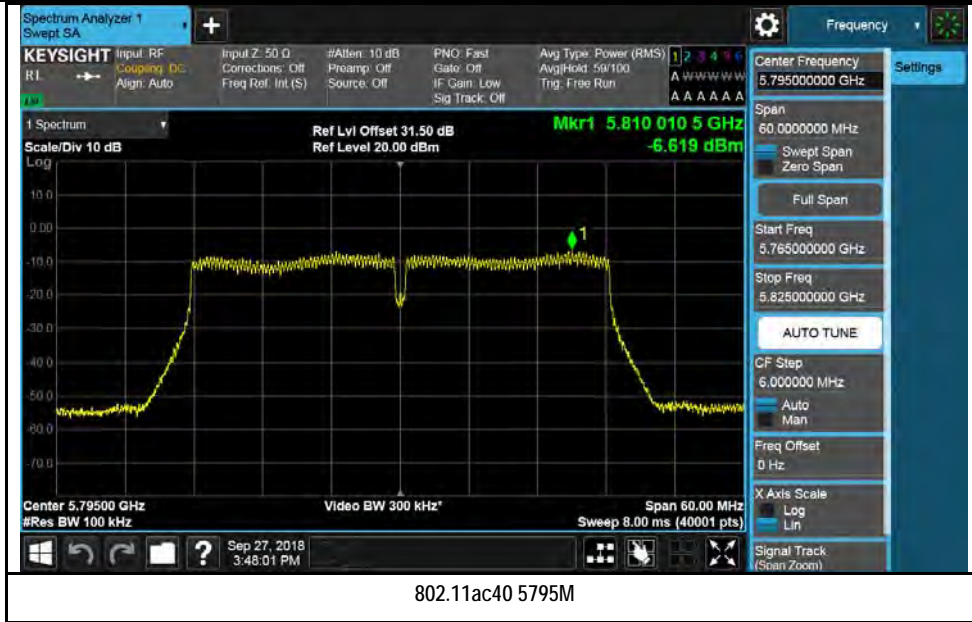 Spectrum Analyzer 1
Swept SA
+
Frequency
KEYSIGHT
RL
Input: RF
Coupling: DC
Align: Auto
Input Z: 50 Ω
Corrections: Off
Freq Ref: Int (S)
#Atten: 10 dB
Preamp: Off
Source: Off
PNO: Fast
Gate: Off
IF Gain: Low
Sig Track: Off
Avg Type: Power (RMS)
Avg|Hold: 59/100
Trig: Free Run
1 2 3 4 5 6
A W W W W W
A A A A A A
1 Spectrum
Scale/Div 10 dB
Log
Ref Lvl Offset 31.50 dB
Ref Level 20.00 dBm
Mkr1 5.810 010 5 GHz
-6.619 dBm
10.0
0.00
-10.0
-20.0
-30.0
-40.0
-50.0
-60.0
-70.0
1
Center 5.79500 GHz
#Res BW 100 kHz
Video BW 300 kHz*
Span 60.00 MHz
Sweep 8.00 ms (40001 pts)
Center Frequency
5.795000000 GHz
Settings
Span
60.0000000 MHz
Swept Span
Zero Span
Full Span
Start Freq
5.765000000 GHz
Stop Freq
5.825000000 GHz
AUTO TUNE
CF Step
6.000000 MHz
Auto
Man
Freq Offset
0 Hz
X Axis Scale
Log
Lin
Signal Track
(Span Zoom)
?
Sep 27, 2018
3:48:01 PM
802.11ac40 5795M